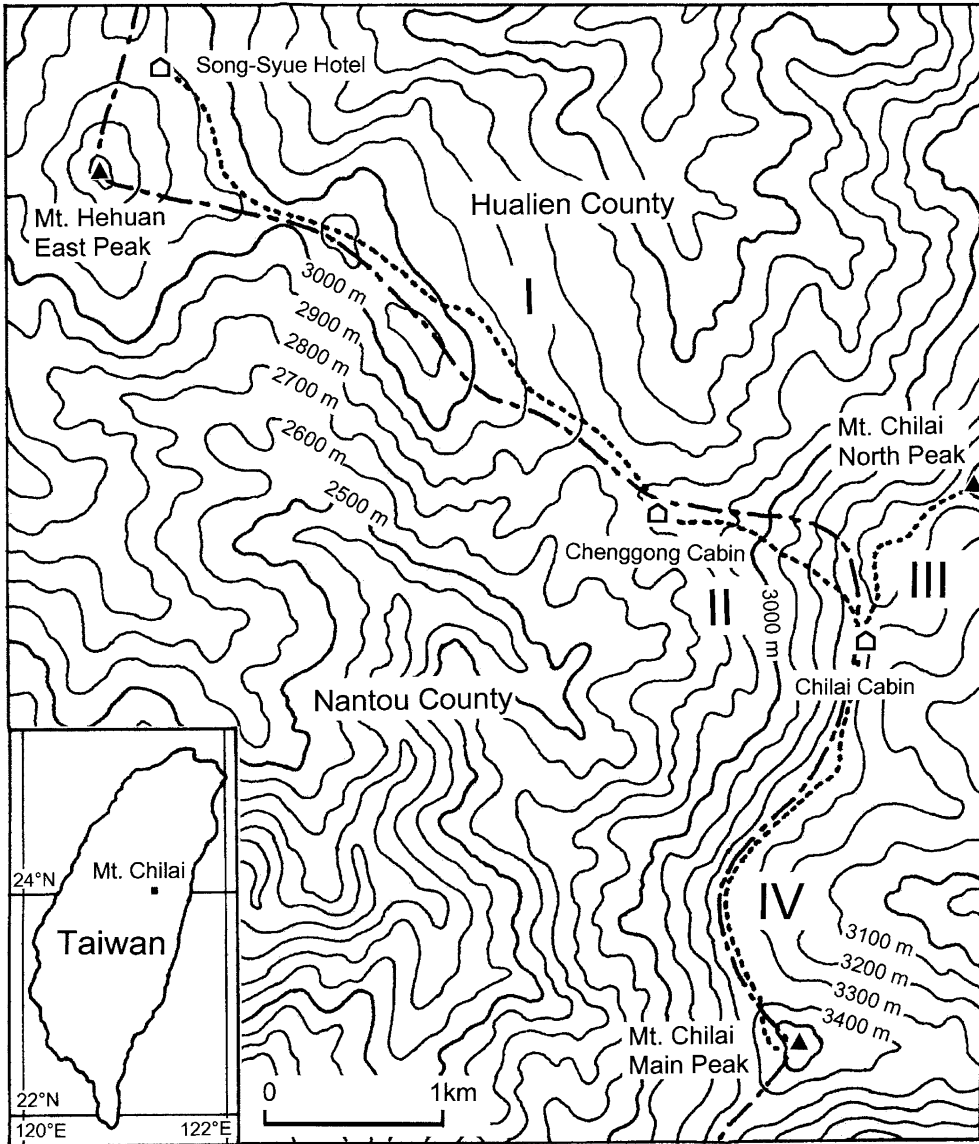 Song-Syue Hotel
Mt. Hehuan
East Peak
Hualien County
I
3000 m
2900 m
2800 m
2700 m
2600 m
2500 m
Mt. Chilai
North Peak
Chenggong Cabin
II
III
3000 m
Chilai Cabin
Nantou County
IV
3100 m
3200 m
3300 m
3400 m
Mt. Chilai
Main Peak
0 1km
Mt. Chilai
24°N
Taiwan
22°N
120°E 122°E